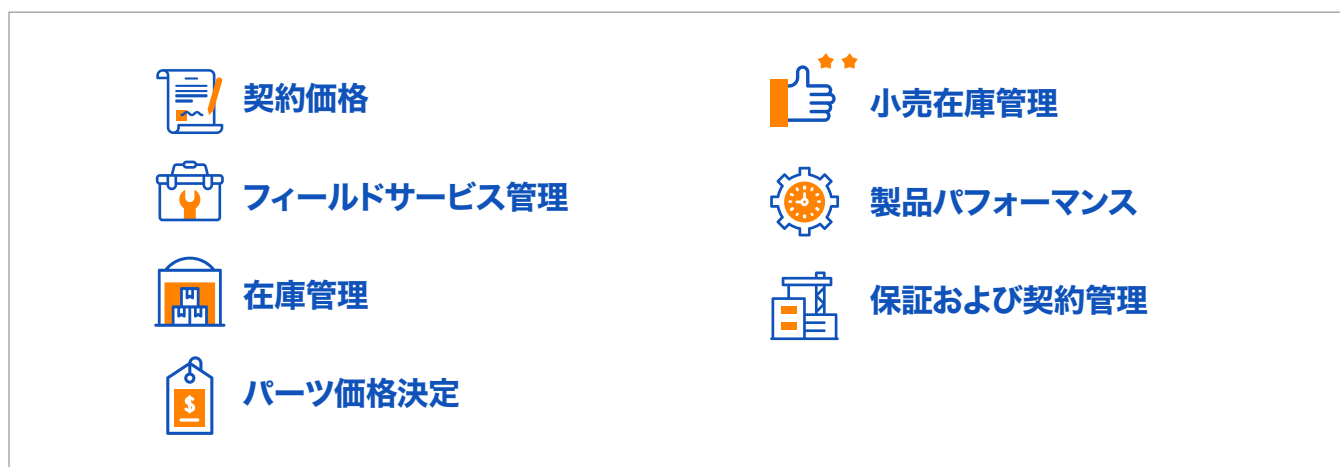 契約価格
フィールドサービス管理
在庫管理
パーツ価格決定
小売在庫管理
製品パフォーマンス
保証および契約管理
$